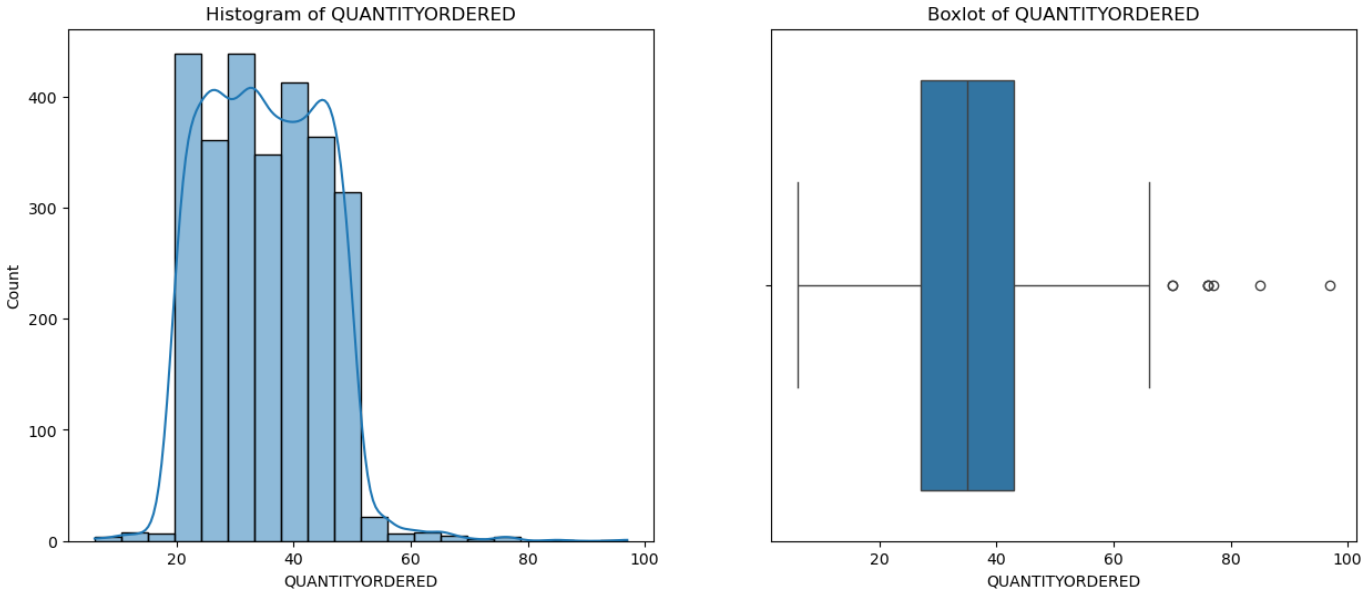 Histogram of QUANTITYORDERED
Count
400
300
200
100
0
20 40 60 80 100
QUANTITYORDERED
Boxlot of QUANTITYORDERED
20 40 60 80 100
QUANTITYORDERED